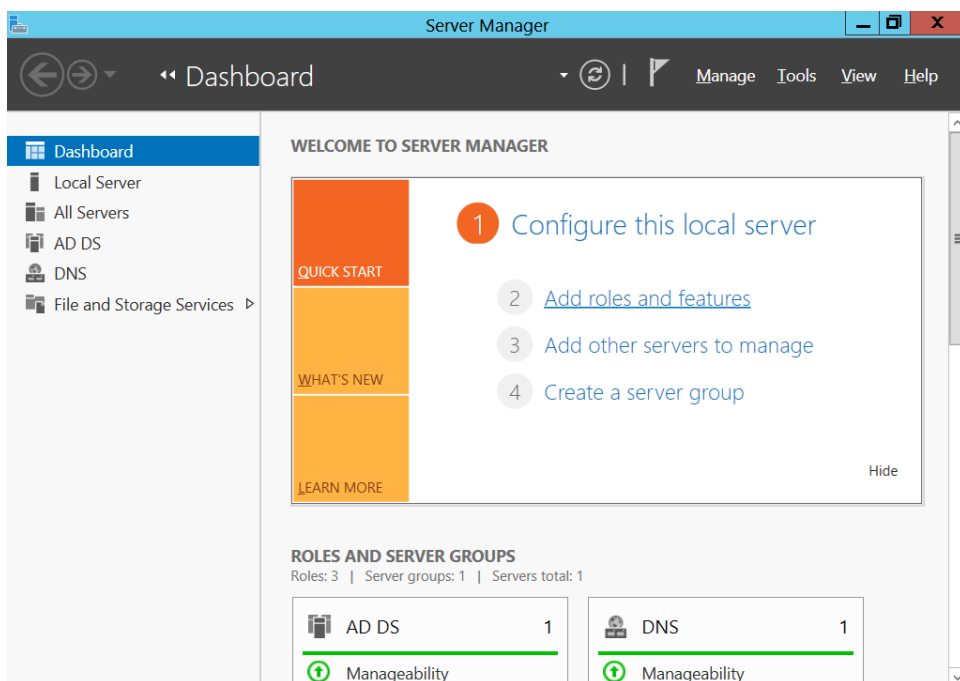 Server Manager
Dashboard
Manage Tools View Help
Dashboard
Local Server
All Servers
AD DS
DNS
File and Storage Services
WELCOME TO SERVER MANAGER
QUICK START
WHAT'S NEW
LEARN MORE
1 Configure this local server
2 Add roles and features
3 Add other servers to manage
4 Create a server group
Hide
ROLES AND SERVER GROUPS
Roles: 3 | Server groups: 1 | Servers total: 1
AD DS 1
Manageability
DNS 1
Manageability